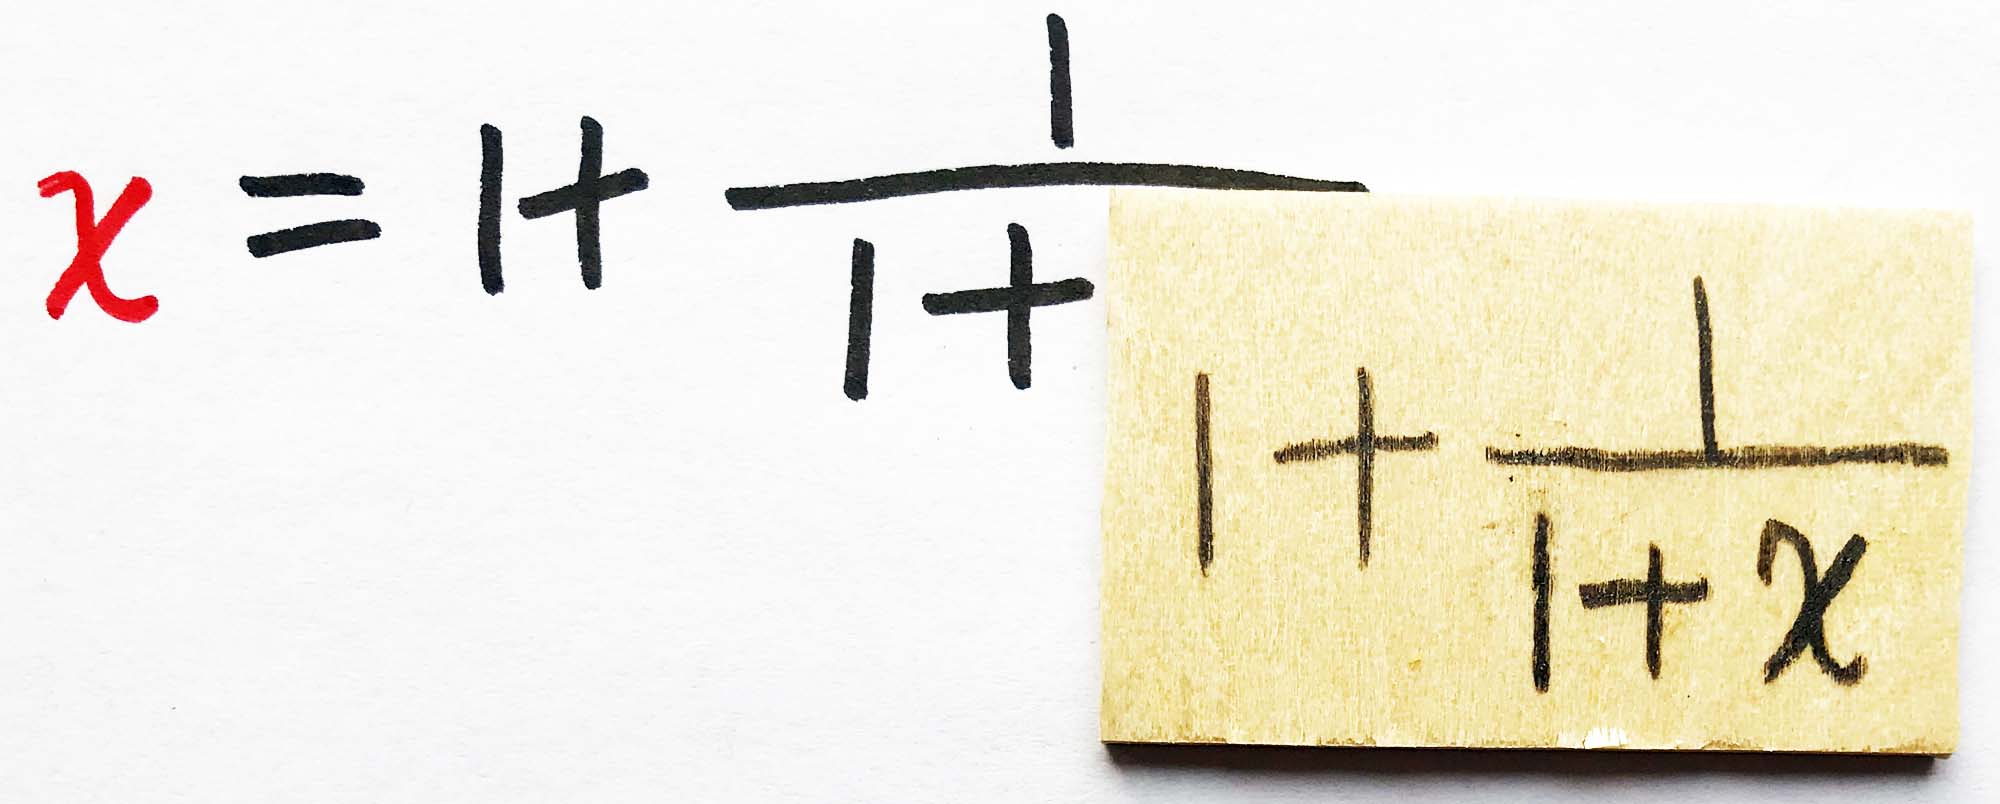 x = 1 + 1
1 +
1 + 1
1 + x